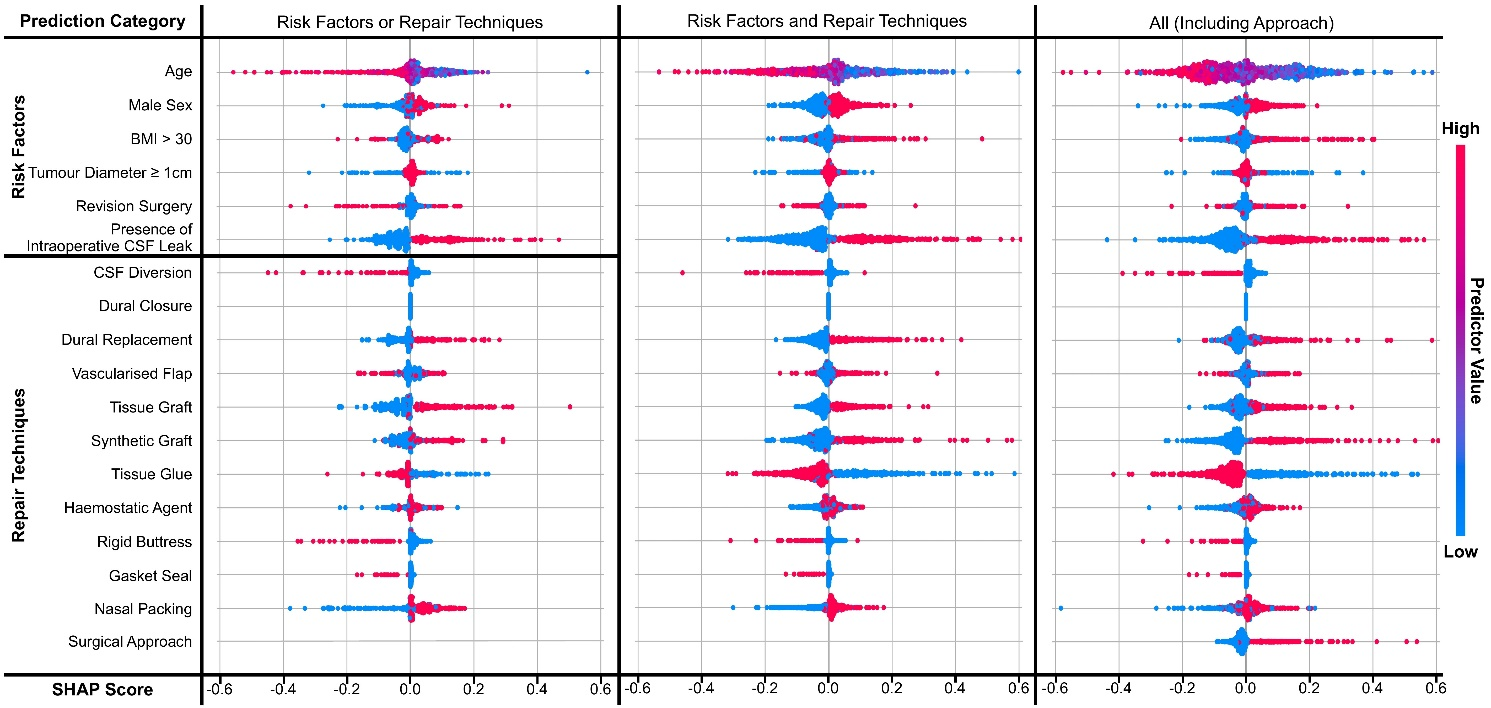 Prediction Category
Risk Factors or Repair Techniques
Risk Factors and Repair Techniques
All (Including Approach)
Risk Factors
Age
Male Sex
BMI > 30
Tumour Diameter ≥ 1cm
Revision Surgery
Presence of
Intraoperative CSF Leak
Repair Techniques
CSF Diversion
Dural Closure
Dural Replacement
Vascularised Flap
Tissue Graft
Synthetic Graft
Tissue Glue
Haemostatic Agent
Rigid Buttress
Gasket Seal
Nasal Packing
Surgical Approach
SHAP Score
-0.6 -0.4 -0.2 0.0 0.2 0.4 0.6
-0.6 -0.4 -0.2 0.0 0.2 0.4 0.6
-0.6 -0.4 -0.2 0.0 0.2 0.4 0.6
High
Predictor Value
Low